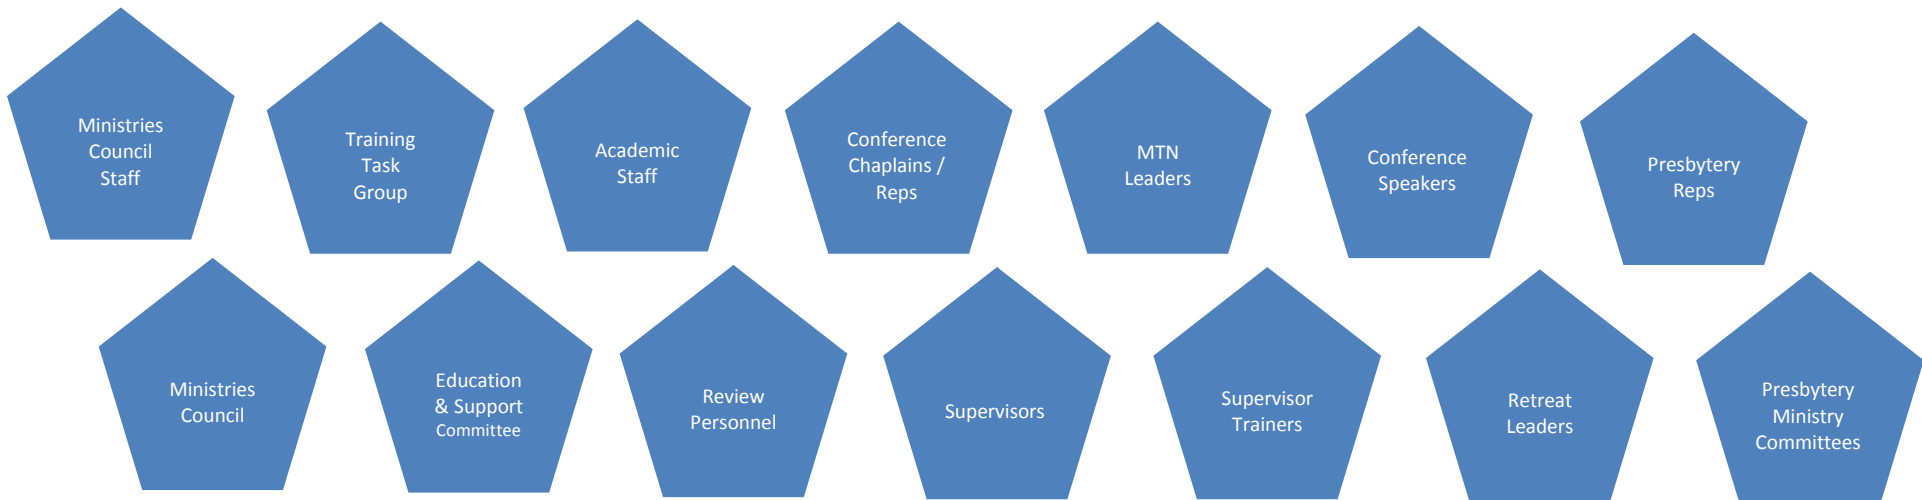 Ministries
Council
Staff
Training
Task
Group
Academic
Staff
Conference
Chaplains /
Reps
MTN
Leaders
Conference
Speakers
Presbytery
Reps
Ministries
Council
Education
& Support
Committee
Review
Personnel
Supervisors
Supervisor
Trainers
Retreat
Leaders
Presbytery
Ministry
Committees